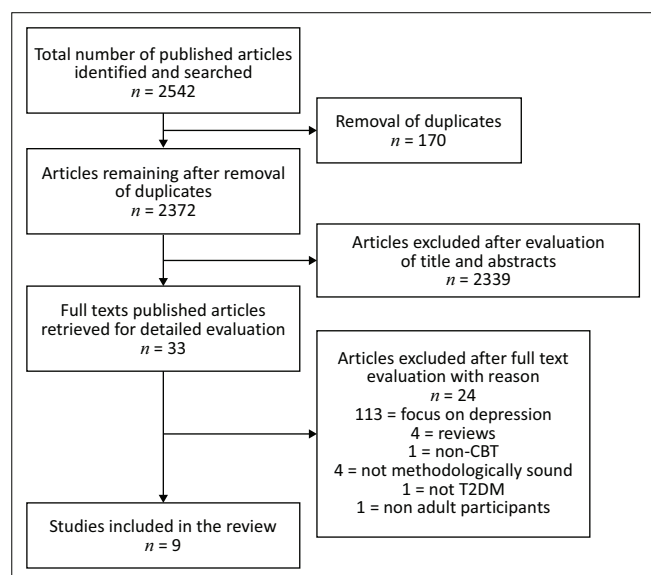 Total number of published articles
identified and searched
n = 2542
Removal of duplicates
n = 170
Articles remaining after removal
of duplicates
n = 2372
Articles excluded after evaluation
of title and abstracts
n = 2339
Full texts published articles
retrieved for detailed evaluation
n = 33
Articles excluded after full text
evaluation with reason
n = 24
113 = focus on depression
4 = reviews
1 = non-CBT
4 = not methodologically sound
1 = not T2DM
1 = non adult participants
Studies included in the review
n = 9